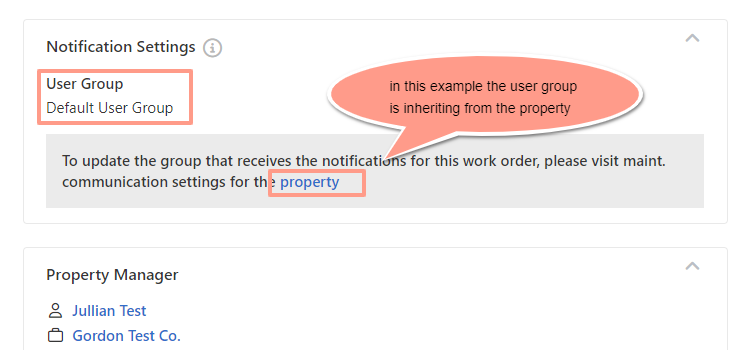 Notification Settings
User Group
Default User Group
in this example the user group
is inheriting from the property
To update the group that receives the notifications for this work order, please visit maint.
communication settings for the property
Property Manager
Jullian Test
Gordon Test Co.